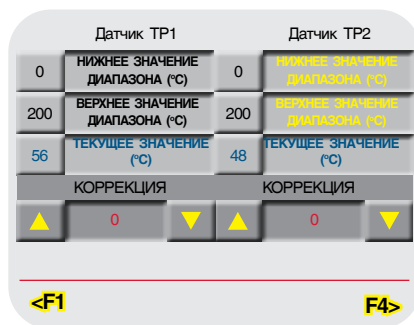 Датчик ТР1 Датчик ТР2
0 НИЖНЕЕ ЗНАЧЕНИЕ 0 НИЖНЕЕ ЗНАЧЕНИЕ
ДИАПАЗОНА (°C) ДИАПАЗОНА (°C)
200 ВЕРХНЕЕ ЗНАЧЕНИЕ 200 ВЕРХНЕЕ ЗНАЧЕНИЕ
ДИАПАЗОНА (°C) ДИАПАЗОНА (°C)
56 ТЕКУЩЕЕ ЗНАЧЕНИЕ 48 ТЕКУЩЕЕ ЗНАЧЕНИЕ
(°C) (°C)
КОРРЕКЦИЯ КОРРЕКЦИЯ
0 0
<F1 F4>